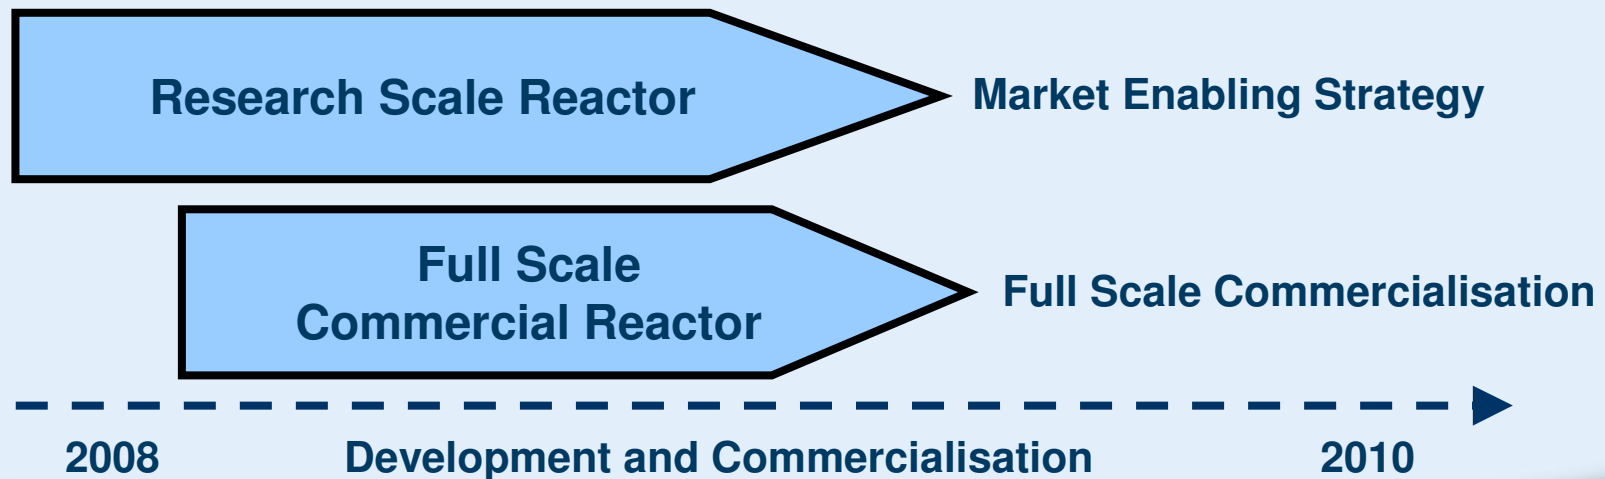 Research Scale Reactor
Market Enabling Strategy
Full Scale
Commercial Reactor
Full Scale Commercialisation
2008
Development and Commercialisation
2010